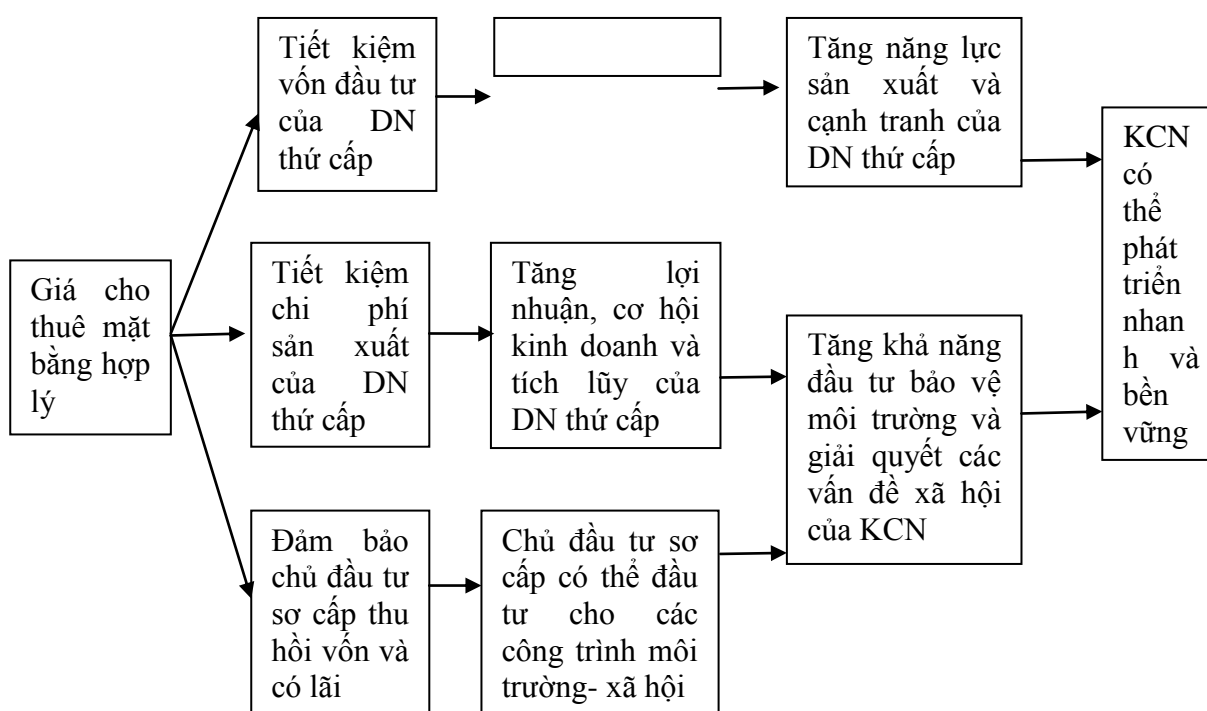 Tiết kiệm
vốn đầu tư
của DN
thứ cấp
Tăng năng lực
sản xuất và
cạnh tranh của
DN thứ cấp
KCN
có
thể
phát
triển
nhan
h và
bền
vững
Giá cho
thuê mặt
bằng hợp
lý
Tiết kiệm
chi phí
sản xuất
của DN
thứ cấp
Tăng lợi
nhuận, cơ hội
kinh doanh và
tích lũy của
DN thứ cấp
Tăng khả năng
đầu tư bảo vệ
môi trường và
giải quyết các
vấn đề xã hội
của KCN
Đảm bảo
chủ đầu tư
sơ cấp thu
hồi vốn và
có lãi
Chủ đầu tư sơ
cấp có thể đầu
tư cho các
công trình môi
trường- xã hội